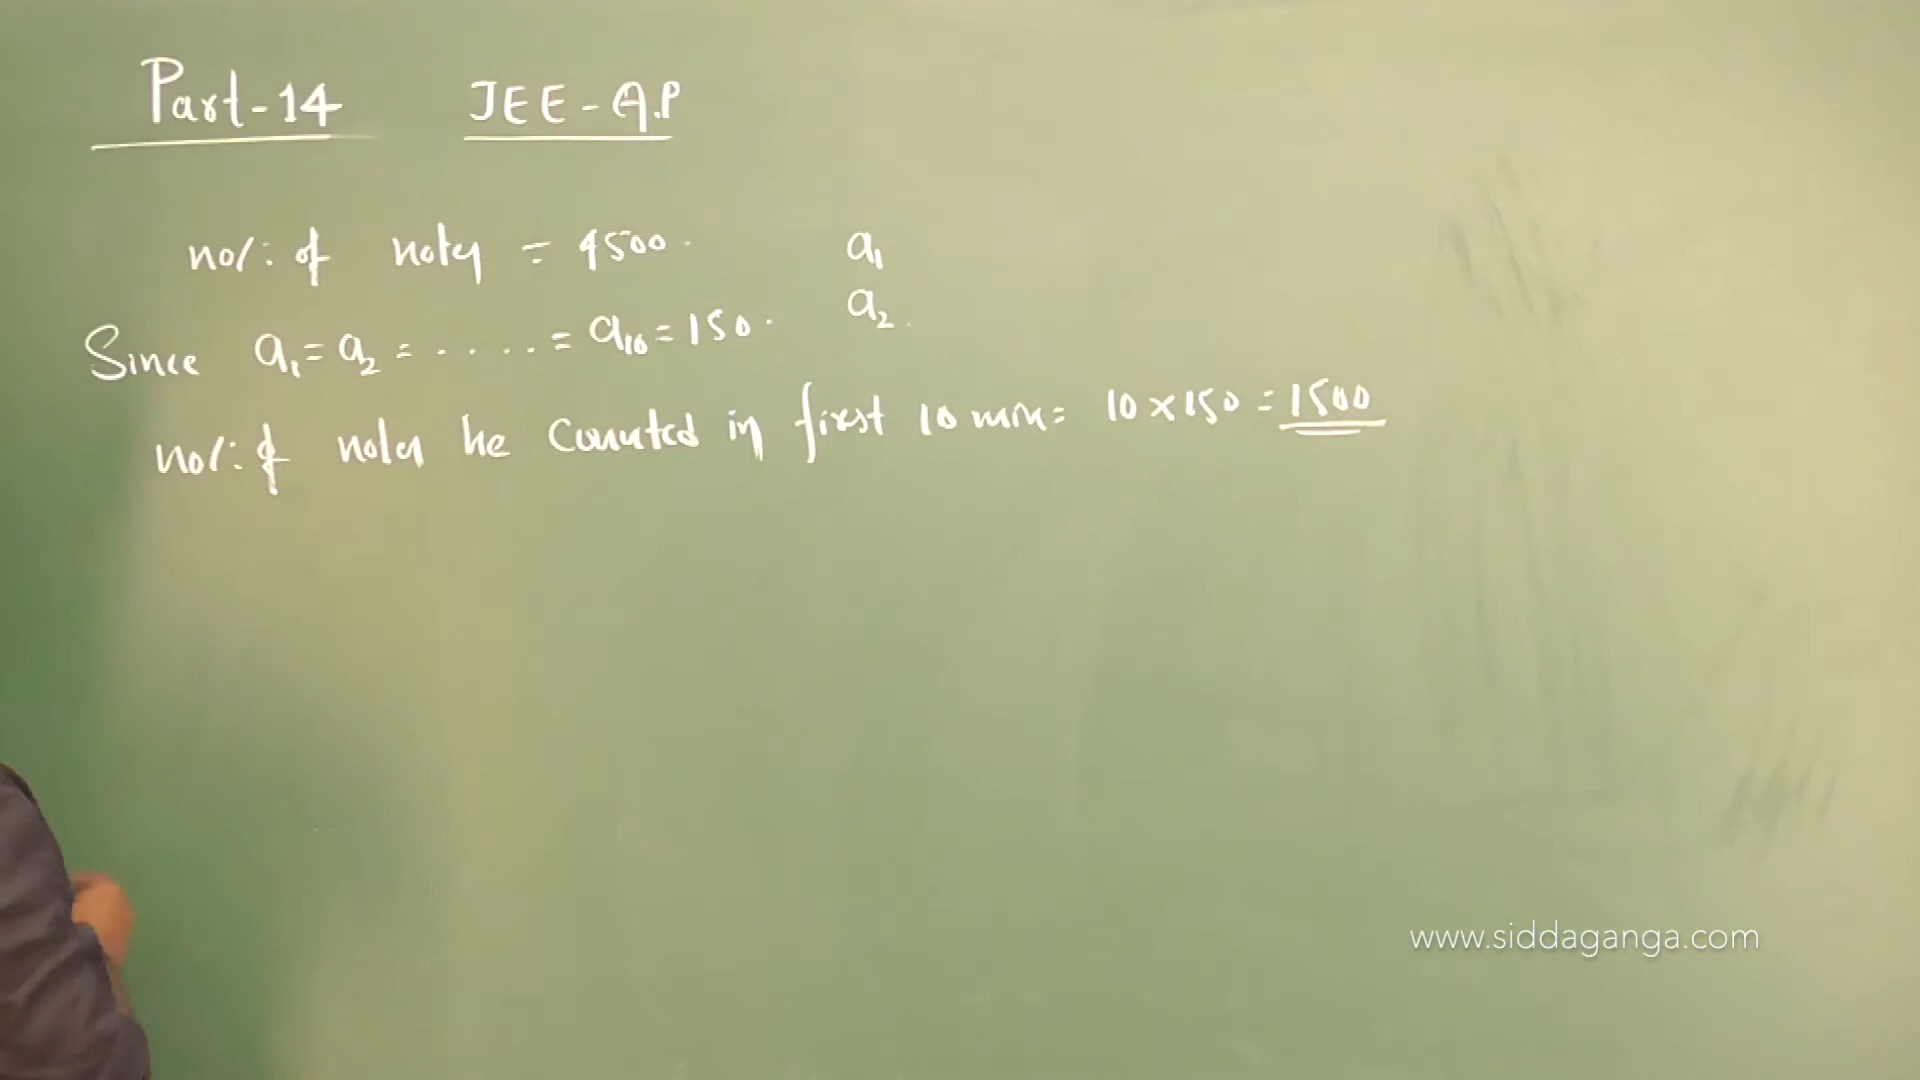 Part-14 JEE-A.P
no/: of notes = 4500. a₁
a₂.
Since a₁ = a₂ = ..... = a₁₀ = 150.
no/: of notes he counted in first 10 min = 10 × 150 = 1500
www.siddaganga.com